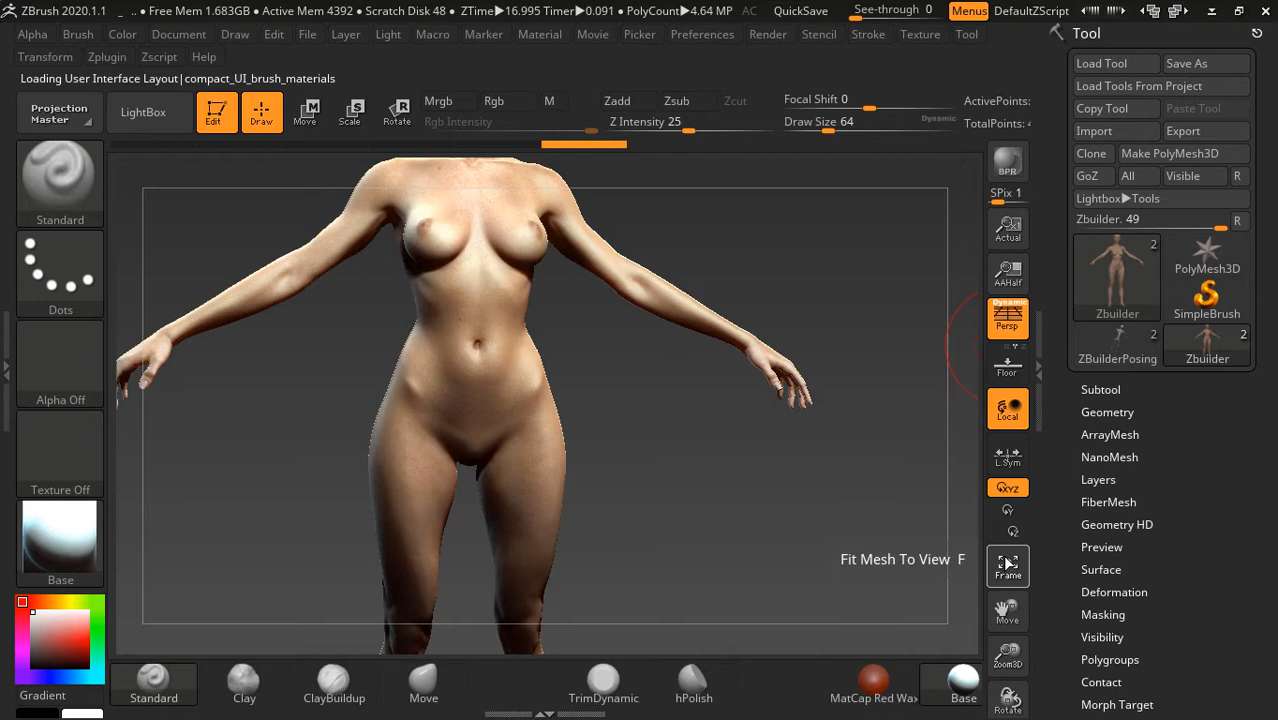 ZBrush 2020.1.1 .. • Free Mem 1.683GB • Active Mem 4392 • Scratch Disk 48 • ZTime▶16.995 Timer▶0.091 • PolyCount▶4.64 MP AC QuickSave See-through 0 Menus DefaultZScript
Alpha Brush Color Document Draw Edit File Layer Light Macro Marker Material Movie Picker Preferences Render Stencil Stroke Texture Tool
Transform Zplugin Zscript Help
Loading User Interface Layout|compact_UI_brush_materials
Projection Master
LightBox
Edit
Draw
Move
Scale
Rotate
Mrgb Rgb M
Rgb Intensity
Zadd Zsub Zcut
Z Intensity 25
Focal Shift 0
Draw Size 64
Dynamic
ActivePoints:
TotalPoints: 4
Standard
Dots
Alpha Off
Texture Off
Base
Gradient
BPR
SPix 1
Actual
AAHalf
Dynamic
Persp
Floor
Local
L.Sym
XYZ
Y
Z
Frame
Move
Zoom3D
Rotate
Fit Mesh To View F
Standard
Clay
ClayBuildup
Move
TrimDynamic
hPolish
MatCap Red Wax
Base
Tool
Load Tool Save As
Load Tools From Project
Copy Tool Paste Tool
Import Export
Clone Make PolyMesh3D
GoZ All Visible R
Lightbox▶Tools
Zbuilder. 49 R
2
Zbuilder
PolyMesh3D
SimpleBrush
2
ZBuilderPosing
2
Zbuilder
Subtool
Geometry
ArrayMesh
NanoMesh
Layers
FiberMesh
Geometry HD
Preview
Surface
Deformation
Masking
Visibility
Polygroups
Contact
Morph Target